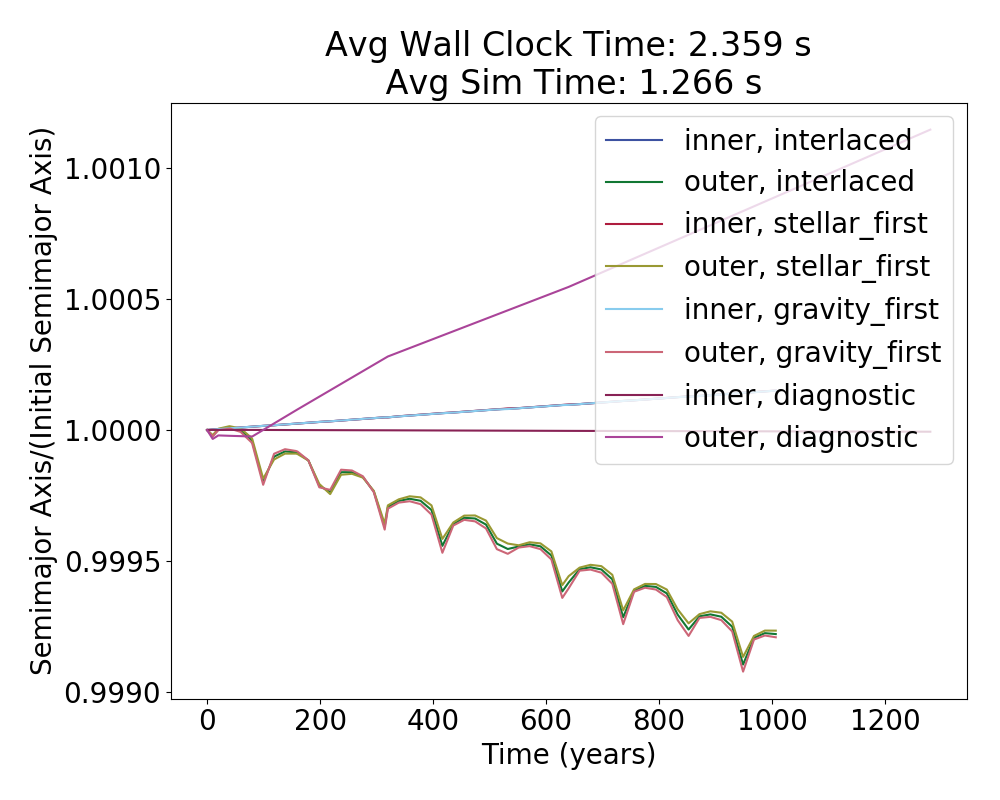 Avg Wall Clock Time: 2.359 s
Avg Sim Time: 1.266 s
Semimajor Axis/(Initial Semimajor Axis)
1.0010
1.0005
1.0000
0.9995
0.9990
inner, interlaced
outer, interlaced
inner, stellar_first
outer, stellar_first
inner, gravity_first
outer, gravity_first
inner, diagnostic
outer, diagnostic
0 200 400 600 800 1000 1200
Time (years)